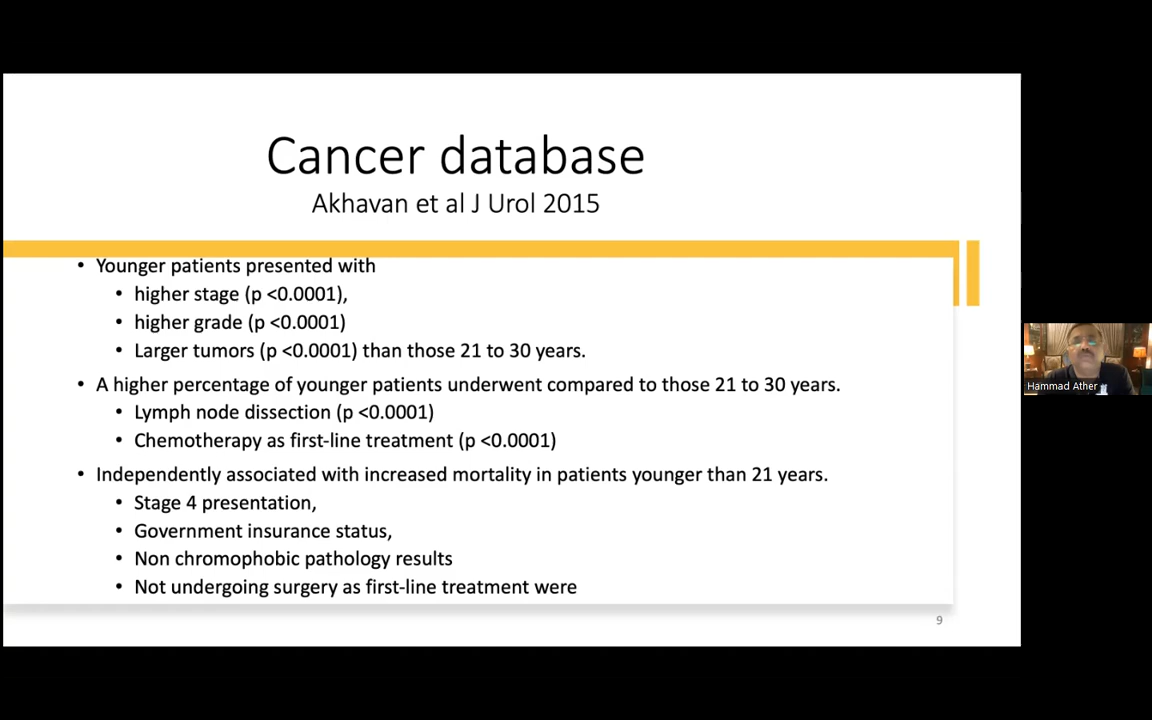 Cancer database
Akhavan et al J Urol 2015
• Younger patients presented with
• higher stage (p <0.0001),
• higher grade (p <0.0001)
• Larger tumors (p <0.0001) than those 21 to 30 years.
• A higher percentage of younger patients underwent compared to those 21 to 30 years.
• Lymph node dissection (p <0.0001)
• Chemotherapy as first-line treatment (p <0.0001)
• Independently associated with increased mortality in patients younger than 21 years.
• Stage 4 presentation,
• Government insurance status,
• Non chromophobic pathology results
• Not undergoing surgery as first-line treatment were
9
Hammad Ather